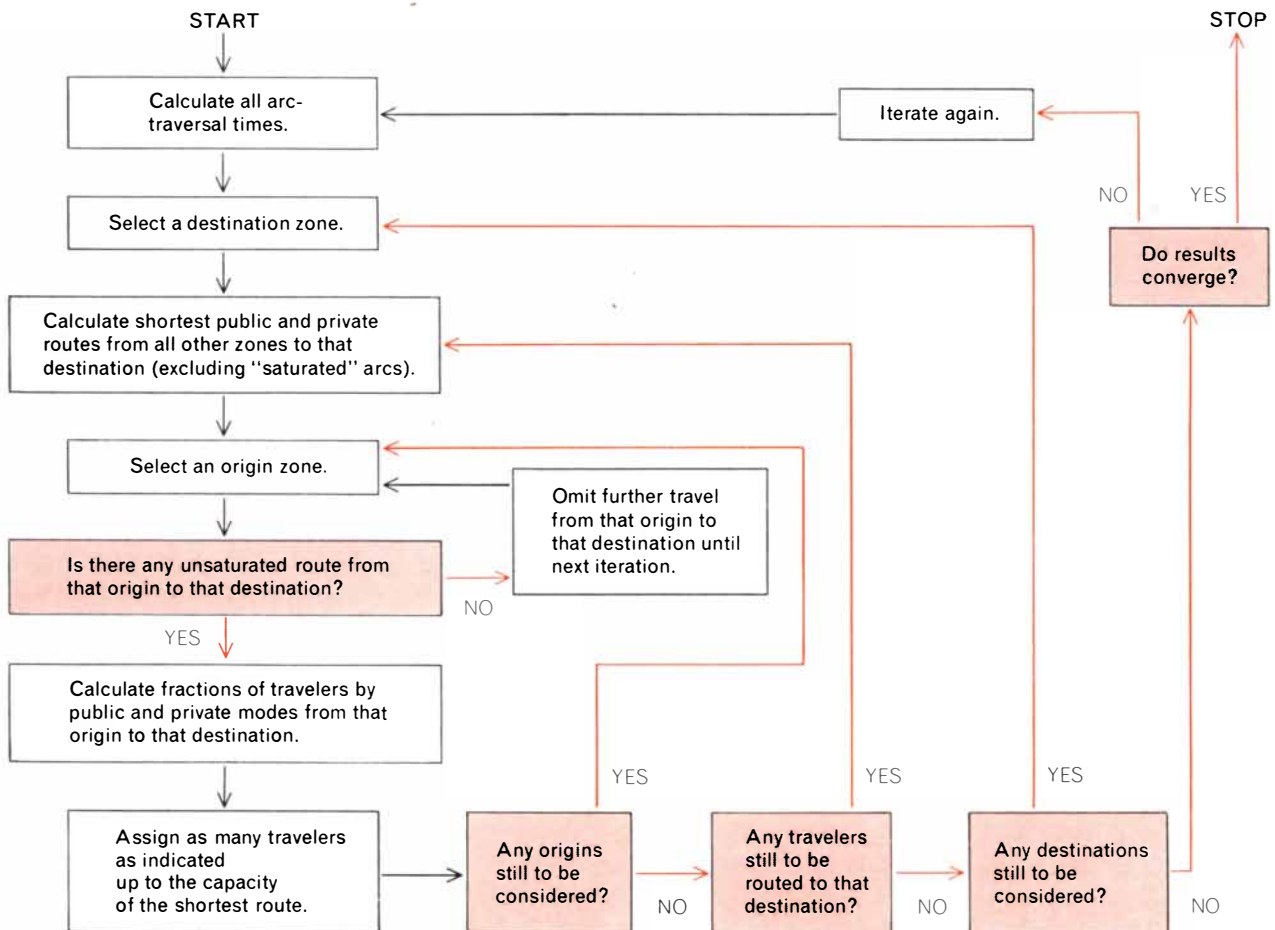 START
STOP
Calculate all arc-
traversal times.
Iterate again.
NO
YES
Select a destination zone.
Do results
converge?
Calculate shortest public and private
routes from all other zones to that
destination (excluding "saturated" arcs).
Select an origin zone.
Omit further travel
from that origin to
that destination until
next iteration.
Is there any unsaturated route from
that origin to that destination?
NO
YES
Calculate fractions of travelers by
public and private modes from that
origin to that destination.
YES
YES
YES
Assign as many travelers
as indicated
up to the capacity
of the shortest route.
Any origins
still to be
considered?
NO
Any travelers
still to be
routed to that
destination?
NO
Any destinations
still to be
considered?
NO